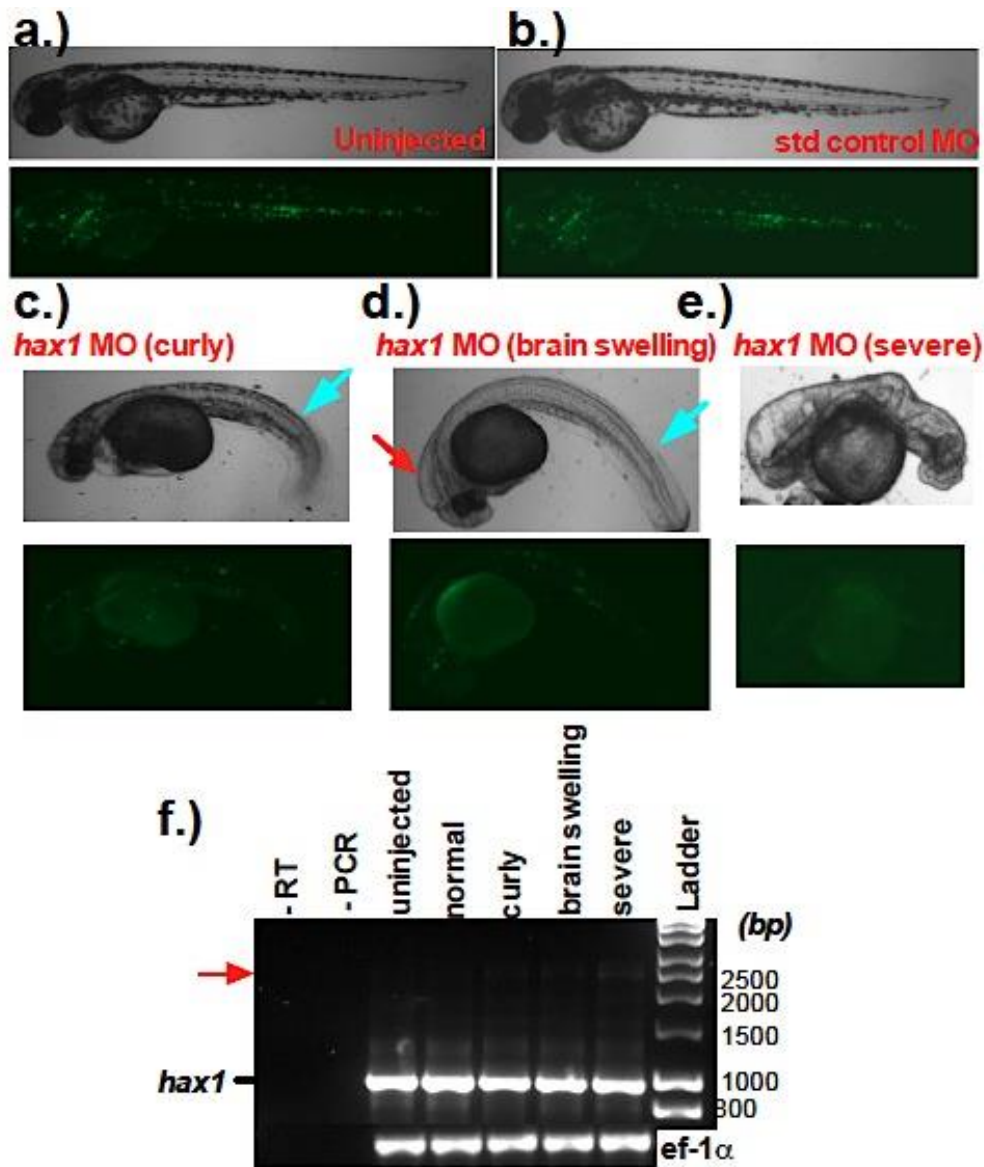 a.)
b.)
Uninjected
std control MO
c.)
d.)
e.)
hax1 MO (curly)
hax1 MO (brain swelling)
hax1 MO (severe)
f.)
- RT
- PCR
uninjected
normal
curly
brain swelling
severe
Ladder
(bp)
2500
2000
1500
hax1
1000
800
ef-1α